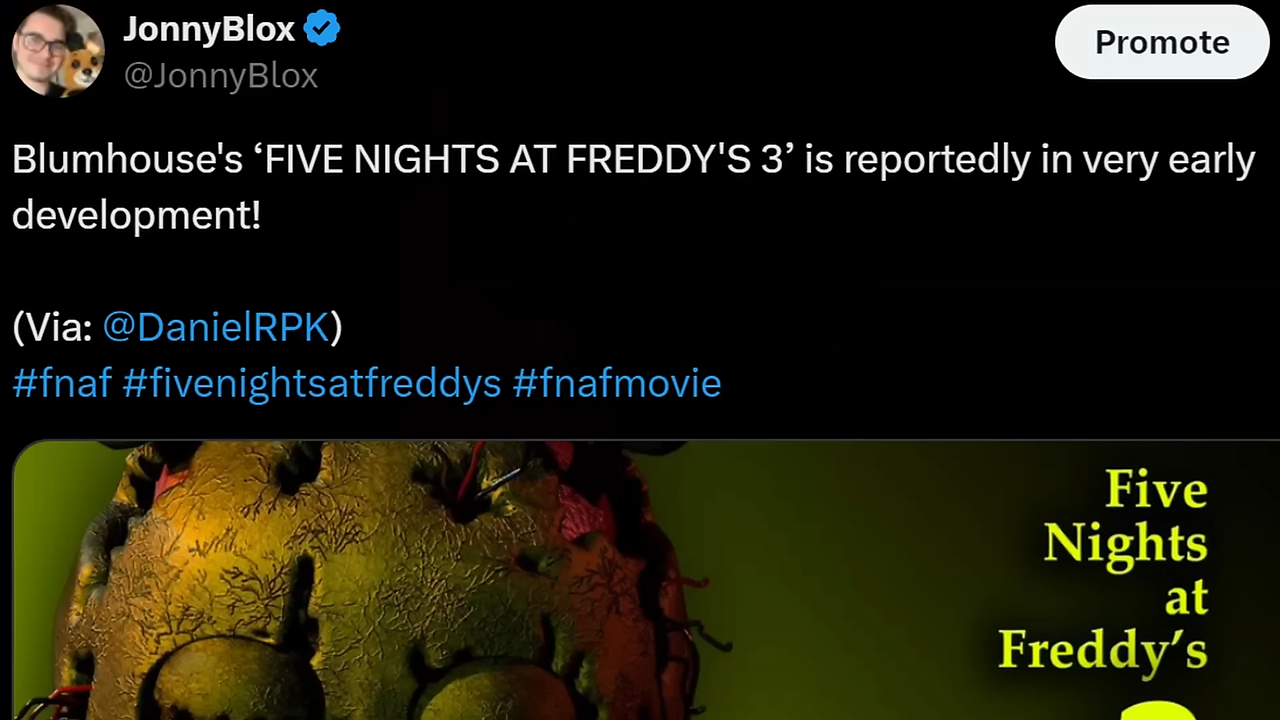 JonnyBlox
@JonnyBlox
Promote
Blumhouse's ‘FIVE NIGHTS AT FREDDY'S 3’ is reportedly in very early
development!
(Via: @DanielRPK)
#fnaf #fivenightsatfreddys #fnafmovie
Five
Nights
at
Freddy’s